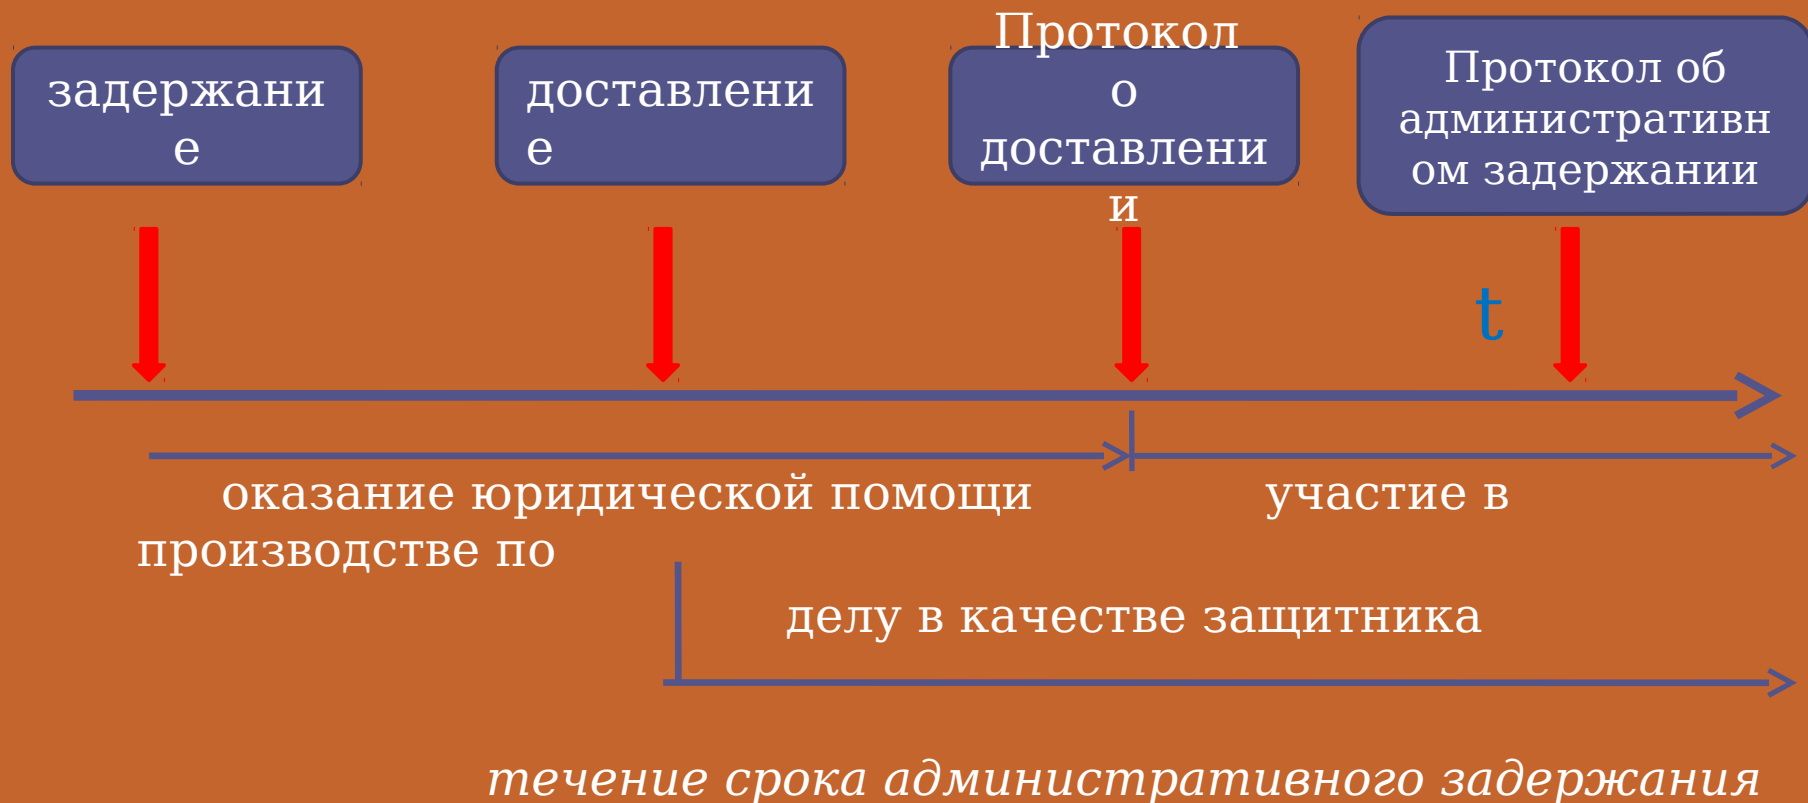 задержани
е
доставлени
е
Протокол
о
доставлени
и
Протокол об
административн
ом задержании
t
оказание юридической помощи участие в
производстве по
делу в качестве защитника
течение срока административного задержания